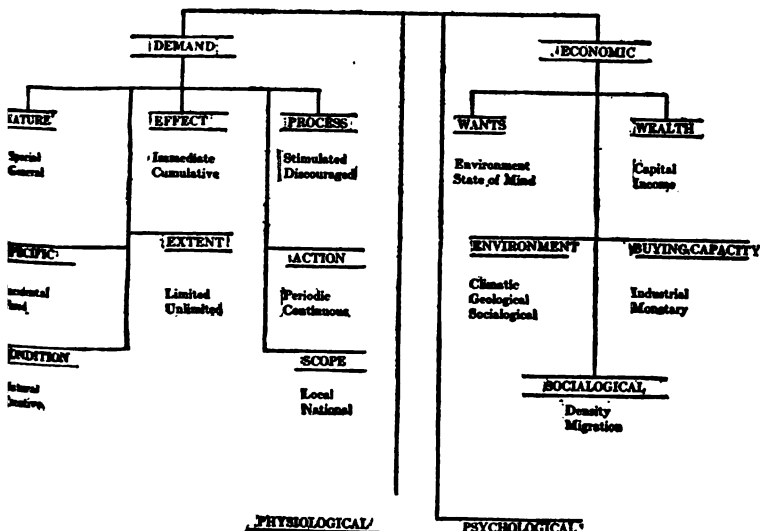 DEMAND
ECONOMIC
EFFECT
PROCESS
WANTS
WEALTH
Immediate
Cumulative
Stimulated
Discouraged
Environment
State of Mind
Capital
Income
EXTENT
ACTION
ENVIRONMENT
BUYING CAPACITY
Limited
Unlimited
Periodic
Continuous
Climatic
Geological
Sociological
Industrial
Monetary
SCOPE
SOCIALOGICAL
Local
National
Density
Migration
PHYSIOLOGICAL
PSYCHOLOGICAL